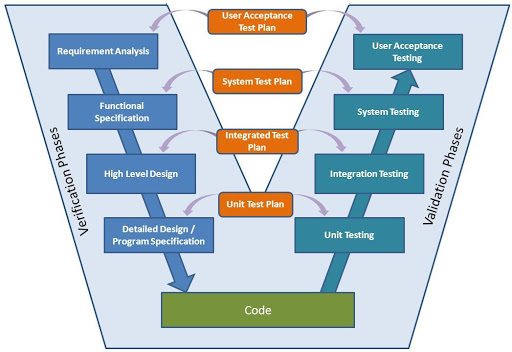 User Acceptance
Test Plan
Requirement Analysis
User Acceptance
Testing
System Test Plan
Functional
Specification
System Testing
Integrated Test
Plan
High Level Design
Integration Testing
Unit Test Plan
Detailed Design /
Program Specification
Unit Testing
Verification Phases
Validation Phases
Code